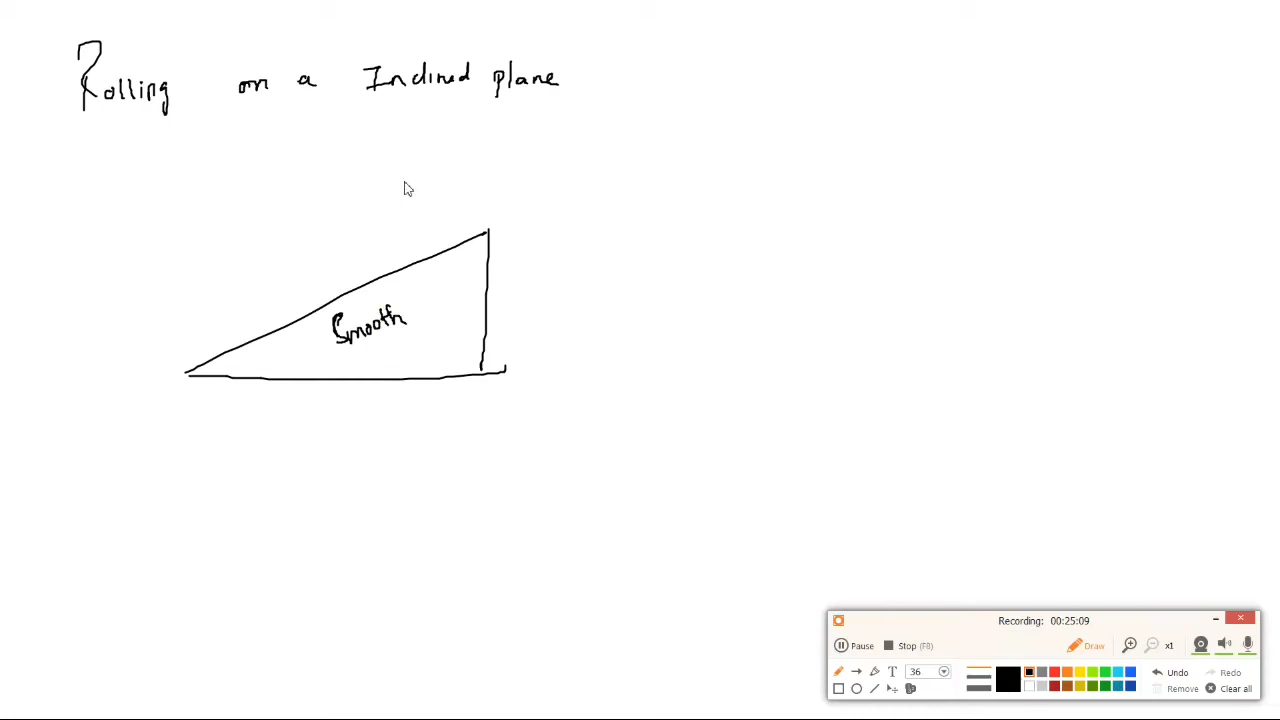 Rolling on a Inclined plane
Smooth
Recording: 00:25:09
Pause Stop (F8) Draw x1
T 36 Undo Redo
Remove Clear all